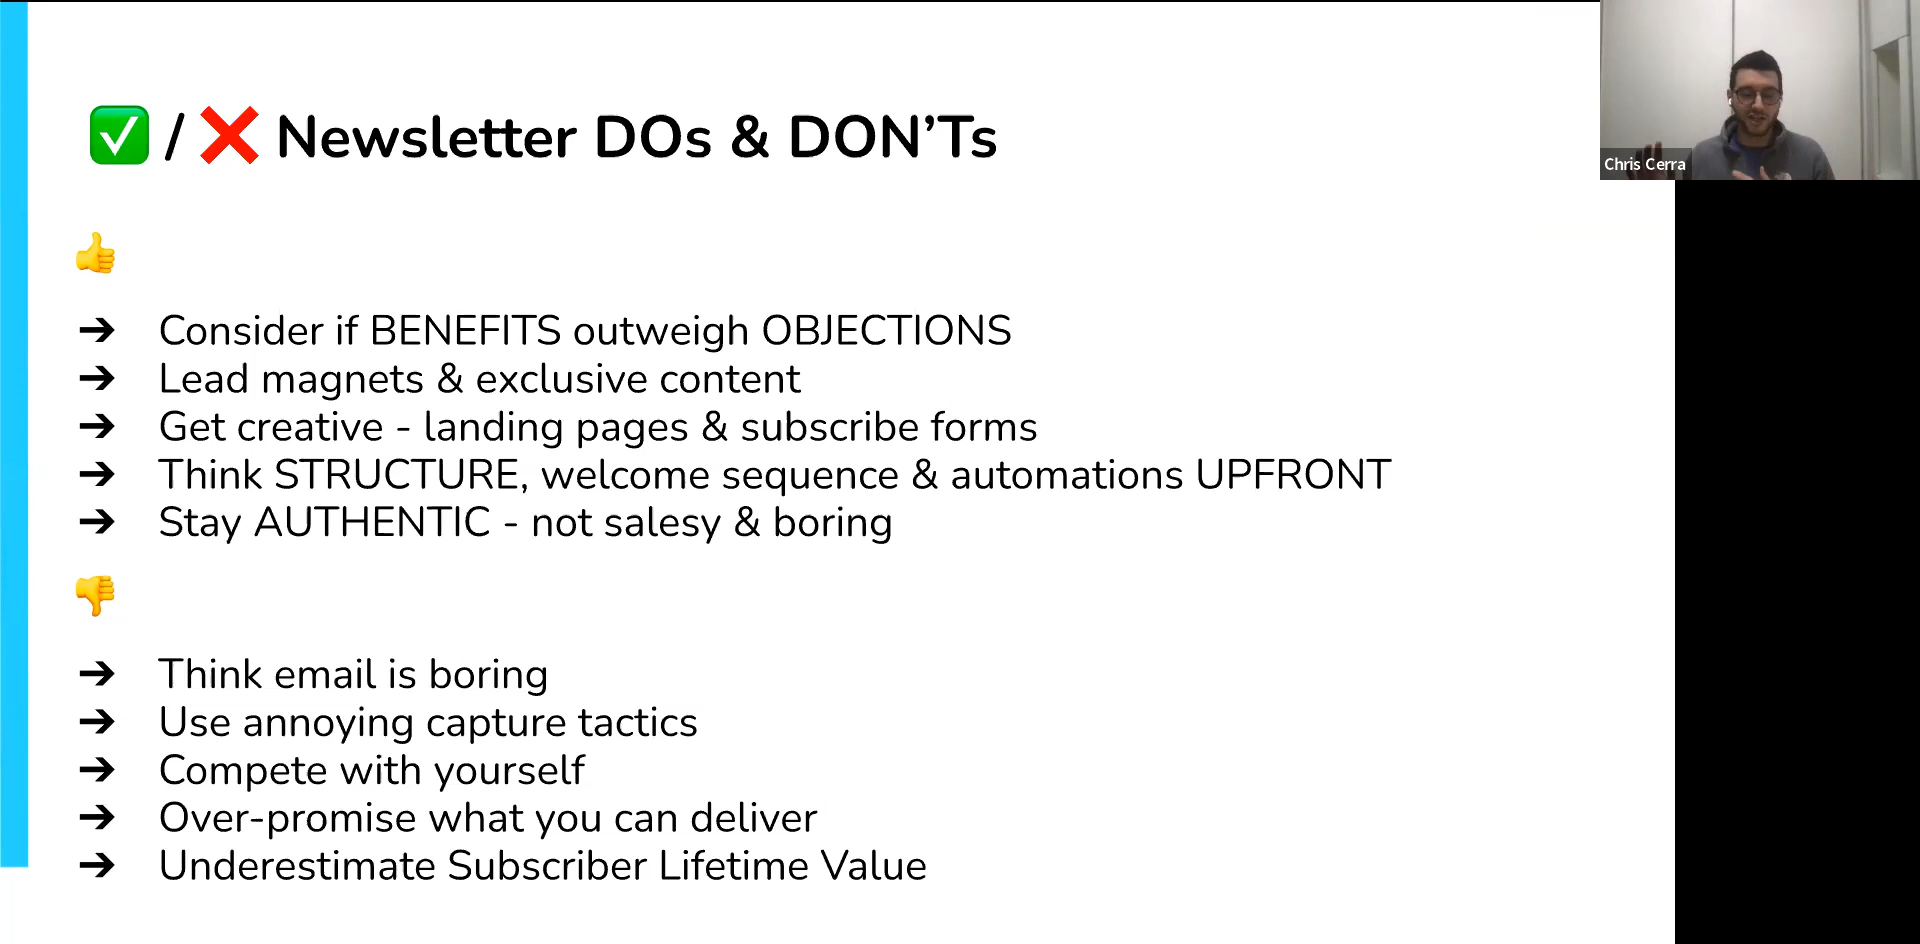 ✅ / ❌ Newsletter DOs & DON’Ts
Chris Cerra
👍
➔ Consider if BENEFITS outweigh OBJECTIONS
➔ Lead magnets & exclusive content
➔ Get creative - landing pages & subscribe forms
➔ Think STRUCTURE, welcome sequence & automations UPFRONT
➔ Stay AUTHENTIC - not salesy & boring
👎
➔ Think email is boring
➔ Use annoying capture tactics
➔ Compete with yourself
➔ Over-promise what you can deliver
➔ Underestimate Subscriber Lifetime Value